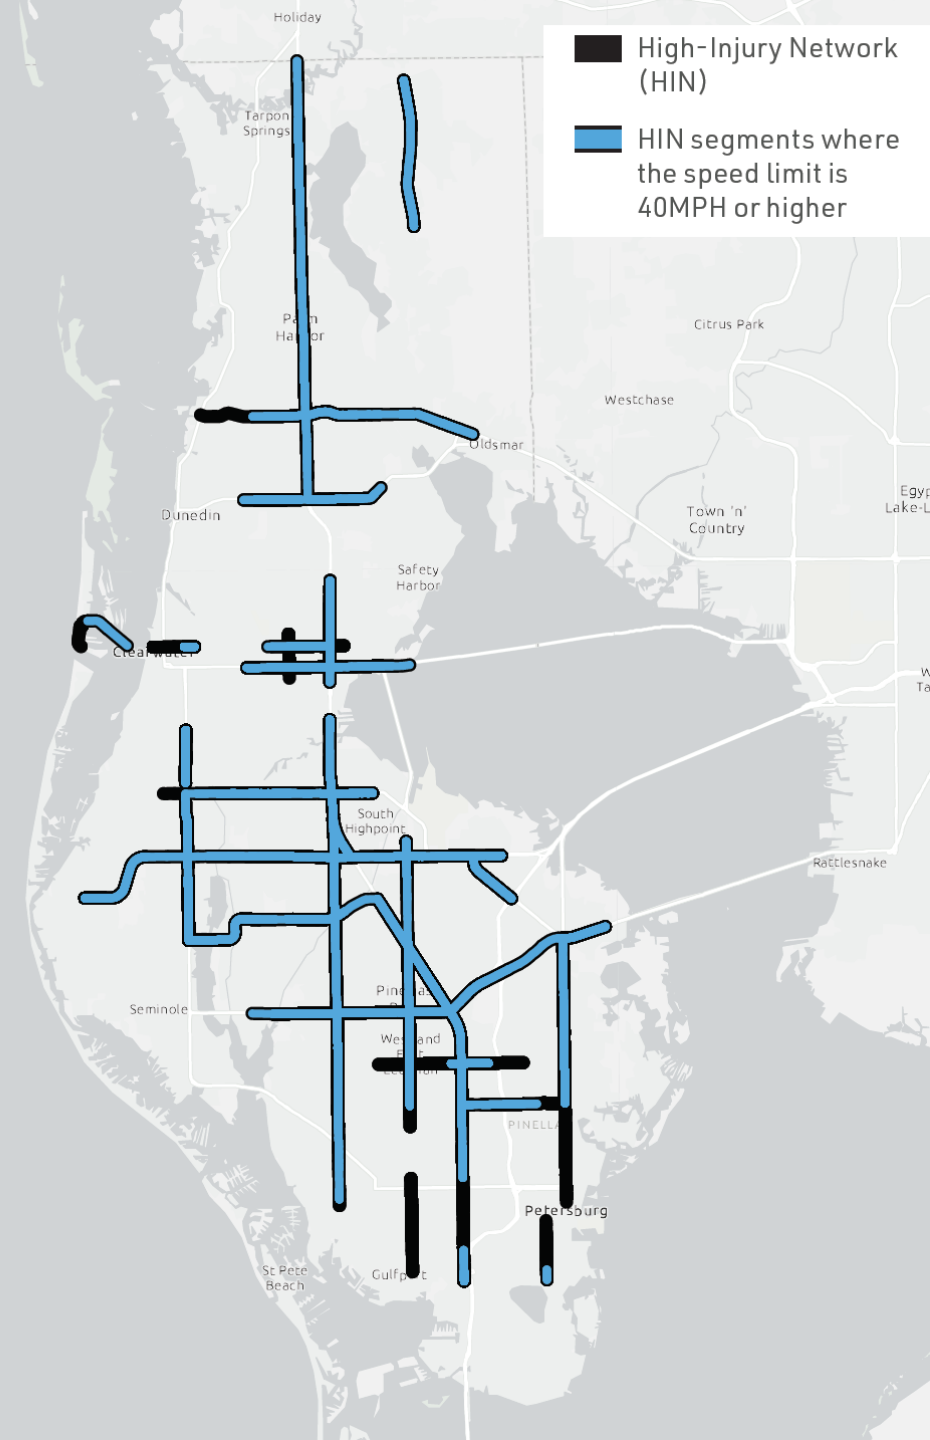 Holiday
High-Injury Network
(HIN)
HIN segments where
the speed limit is
40MPH or higher
Tarpon
Springs
Citrus Park
Westchase
Oldsmar
Dunedin
Town 'n'
Country
Safety
Harbor
Clearwater
South
Highpoint
Rattlesnake
Seminole
Petersburg
St Pete
Beach